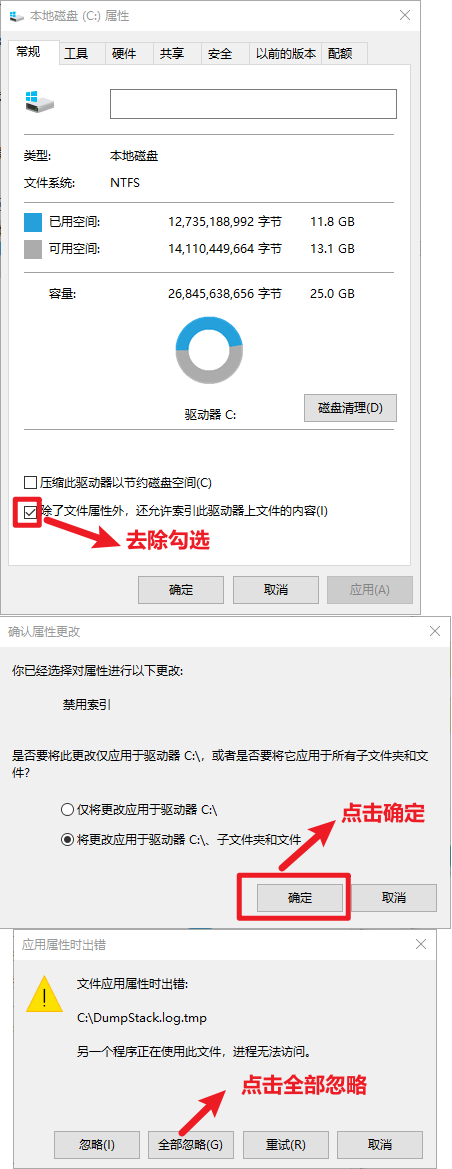 本地磁盘 (C:) 属性
常规 工具 硬件 共享 安全 以前的版本 配额
类型: 本地磁盘
文件系统: NTFS
已用空间: 12,735,188,992 字节 11.8 GB
可用空间: 14,110,449,664 字节 13.1 GB
容量: 26,845,638,656 字节 25.0 GB
驱动器 C:
磁盘清理(D)
压缩此驱动器以节约磁盘空间(C)
除了文件属性外，还允许索引此驱动器上文件的内容(I)
去除勾选
确定 取消 应用(A)
确认属性更改
你已经选择对属性进行以下更改:
禁用索引
是否要将此更改仅应用于驱动器 C:\，或者是否要将它应用于所有子文件夹和文
件?
仅将更改应用于驱动器 C:\
点击确定
将更改应用于驱动器 C:\、子文件夹和文件
确定 取消
应用属性时出错
文件应用属性时出错:
C:\DumpStack.log.tmp
另一个程序正在使用此文件，进程无法访问。
点击全部忽略
忽略(I) 全部忽略(G) 重试(R) 取消